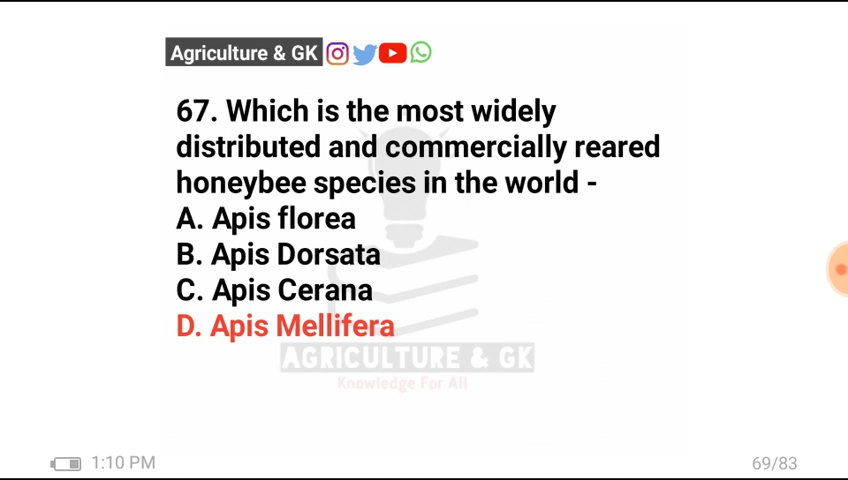 Agriculture & GK
67. Which is the most widely
distributed and commercially reared
honeybee species in the world -
A. Apis florea
B. Apis Dorsata
C. Apis Cerana
D. Apis Mellifera
AGRICULTURE & GK
Knowledge For All
1:10 PM
69/83